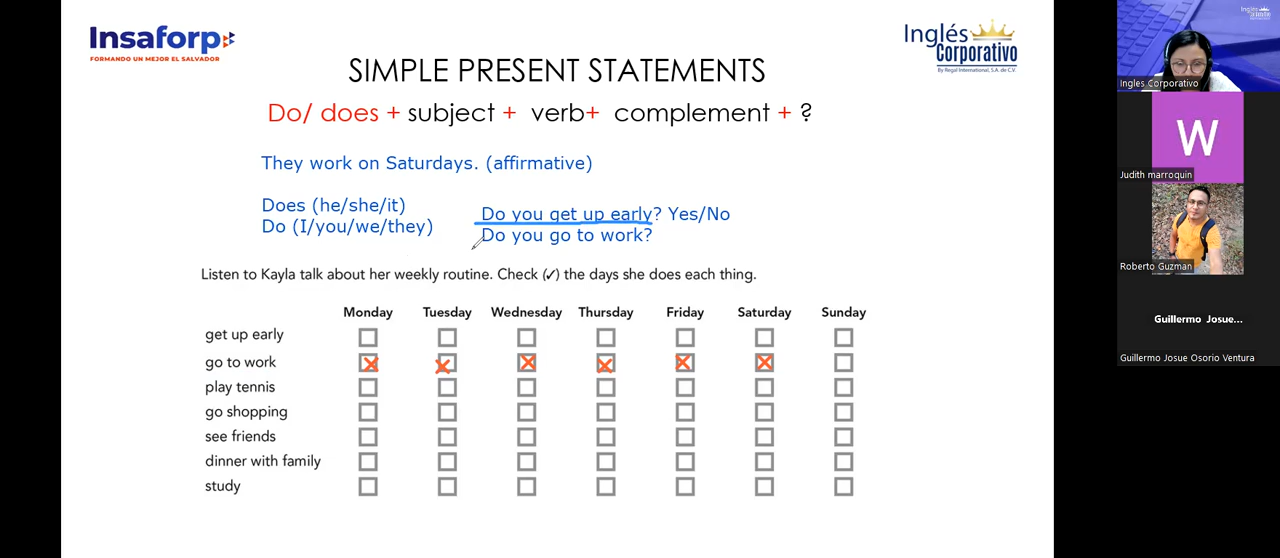 Insaforp
FORMANDO UN MEJOR EL SALVADOR
Inglés
Corporativo
By Regal International, S.A. de C.V.
SIMPLE PRESENT STATEMENTS
Do/ does + subject + verb+ complement + ?
They work on Saturdays. (affirmative)
Does (he/she/it)
Do (I/you/we/they)
Do you get up early? Yes/No
Do you go to work?
Listen to Kayla talk about her weekly routine. Check (✓) the days she does each thing.
Monday Tuesday Wednesday Thursday Friday Saturday Sunday
get up early
go to work
play tennis
go shopping
see friends
dinner with family
study
Ingles Corporativo
W
Judith marroquin
Roberto Guzman
Guillermo Josue...
Guillermo Josue Osorio Ventura